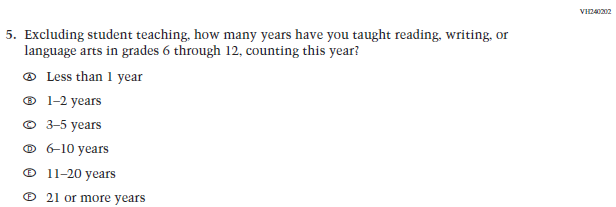 VH240202
5. Excluding student teaching, how many years have you taught reading, writing, or
language arts in grades 6 through 12, counting this year?
Ⓐ Less than 1 year
Ⓑ 1–2 years
Ⓒ 3–5 years
Ⓓ 6–10 years
Ⓔ 11–20 years
Ⓕ 21 or more years